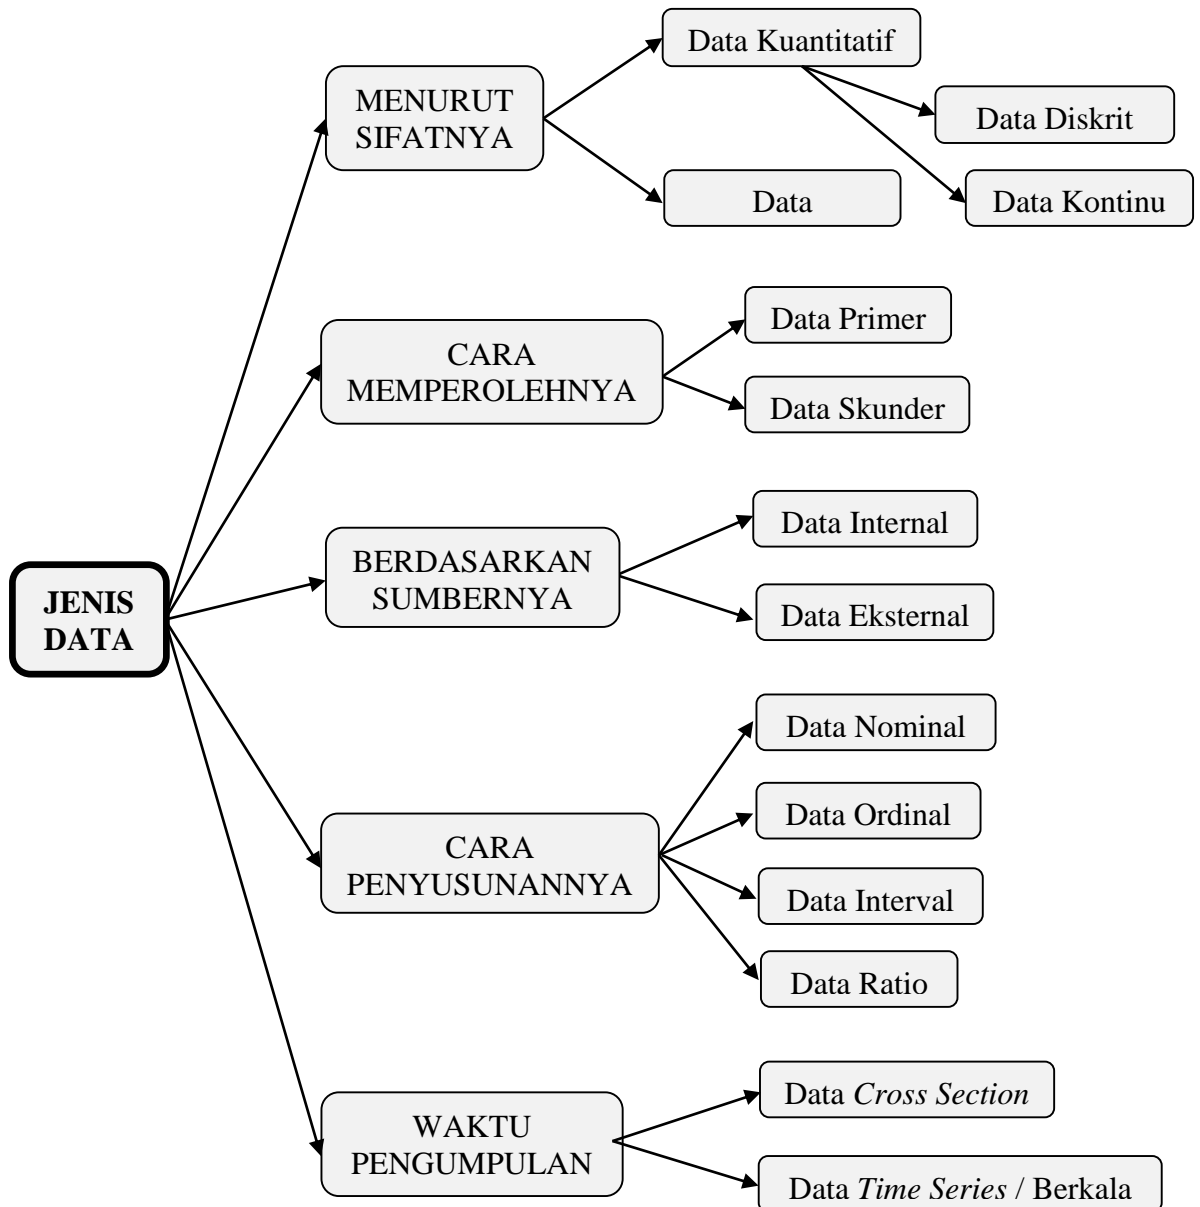 JENIS
DATA
MENURUT
SIFATNYA
Data Kuantitatif
Data Diskrit
Data Kontinu
Data
CARA
MEMPEROLEHNYA
Data Primer
Data Skunder
BERDASARKAN
SUMBERNYA
Data Internal
Data Eksternal
CARA
PENYUSUNANNYA
Data Nominal
Data Ordinal
Data Interval
Data Ratio
WAKTU
PENGUMPULAN
Data Cross Section
Data Time Series / Berkala